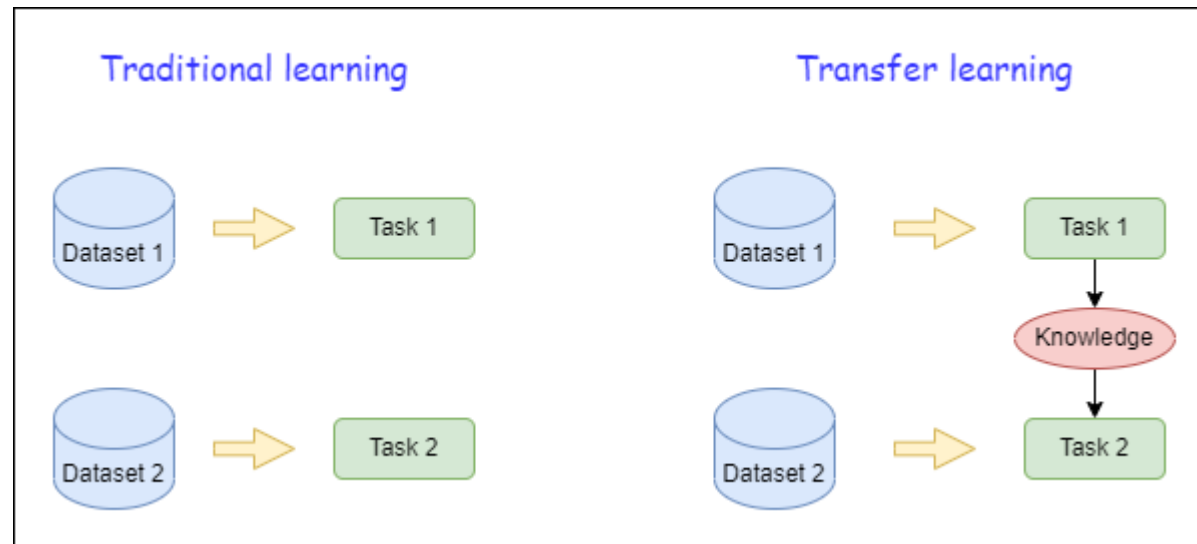 Traditional learning
Dataset 1
Task 1
Dataset 2
Task 2
Transfer learning
Dataset 1
Task 1
Knowledge
Dataset 2
Task 2